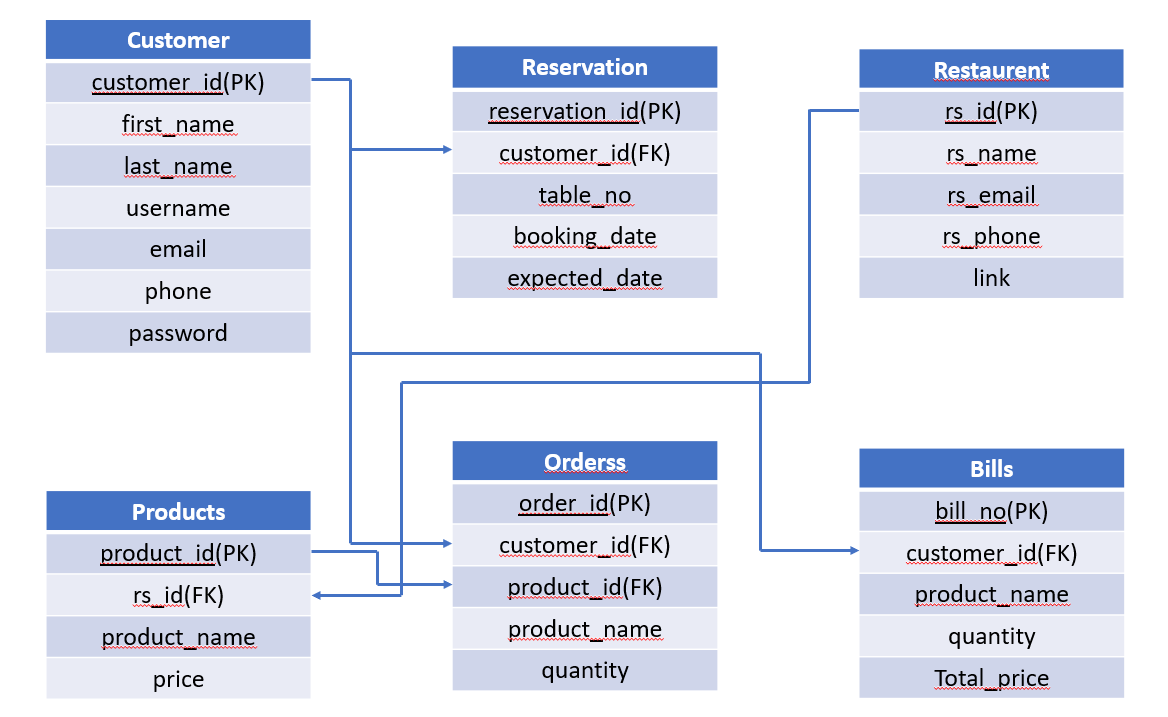 Customer
customer_id(PK)
first_name
last_name
username
email
phone
password
Reservation
reservation_id(PK)
customer_id(FK)
table_no
booking_date
expected_date
Restaurent
rs_id(PK)
rs_name
rs_email
rs_phone
link
Products
product_id(PK)
rs_id(FK)
product_name
price
Orderss
order_id(PK)
customer_id(FK)
product_id(FK)
product_name
quantity
Bills
bill_no(PK)
customer_id(FK)
product_name
quantity
Total_price